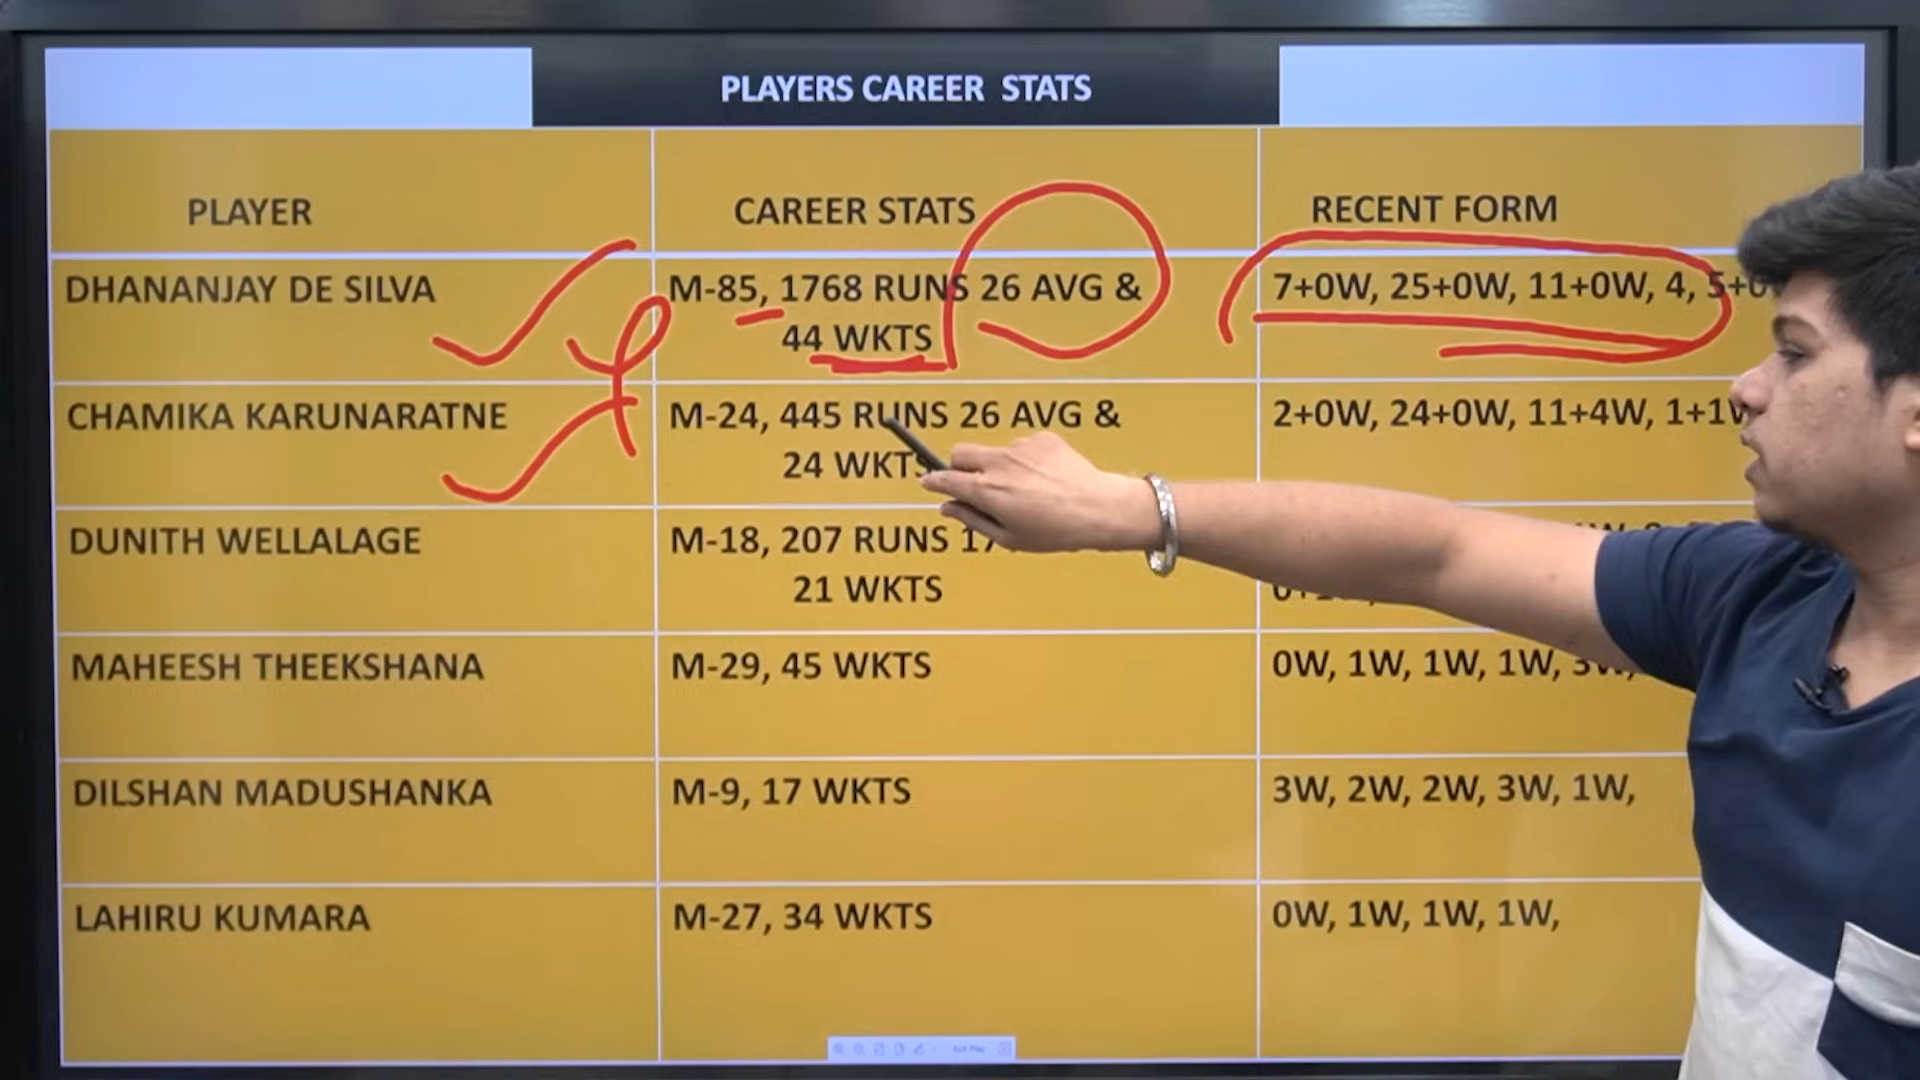 PLAYERS CAREER STATS
PLAYER CAREER STATS RECENT FORM
DHANANJAY DE SILVA M-85, 1768 RUNS 26 AVG & 7+0W, 25+0W, 11+0W, 4, 5+0
44 WKTS
CHAMIKA KARUNARATNE M-24, 445 RUNS 26 AVG & 2+0W, 24+0W, 11+4W, 1+1W
24 WKTS
DUNITH WELLALAGE M-18, 207 RUNS 17
21 WKTS
MAHEESH THEEKSHANA M-29, 45 WKTS 0W, 1W, 1W, 1W, 3W,
DILSHAN MADUSHANKA M-9, 17 WKTS 3W, 2W, 2W, 3W, 1W,
LAHIRU KUMARA M-27, 34 WKTS 0W, 1W, 1W, 1W,